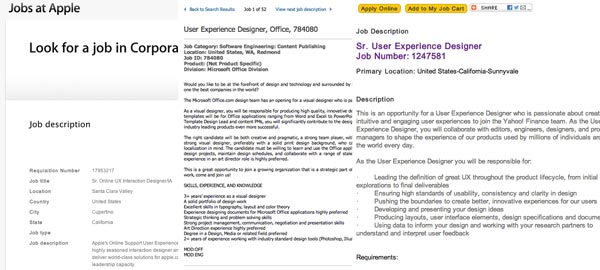 Jobs at Apple
Look for a job in Corpora
Job description
Requisition Number 17953217
Job title Sr. Online UX Interaction Designer/IA
Location Santa Clara Valley
Country United States
City Cupertino
State California
Job type
Job description Apple's Online Support User Experience
highly seasoned interaction designer an
deliver world-class solutions for apple.co
leadership capacity.
Back to Search Results Job 1 of 52 View next job description
User Experience Designer, Office, 784080
Job Category: Software Engineering: Content Publishing
Location: United States, WA, Redmond
Job ID: 784080
Product: (Not Product Specific)
Division: Microsoft Office Division
Would you like to be at the forefront of design and technology and surrounded by
one the best companies in the world?
The Microsoft Office.com design team has an opening for a visual designer who is pa
As a visual designer, you will be responsible for producing high quality, innovative de
templates will be for Office applications ranging from Word and Excel to PowerPo
Template Design Lead and content PMs, you will significantly contribute to the desig
industry leading products ever more successful.
The right candidate will be both creative and pragmatic, a strong team player, wit
strong visual designer, preferably with a solid print design background, who ca
localization in mind. The candidate must be willing to learn and use the Office appl
design projects, maintain design schedules, and collaborate with a range of stake
experience in an art director role is highly preferred.
This is a great opportunity to join a growing organization that is a strategic part o
work, come and join us!
SKILLS, EXPERIENCE, AND KNOWLEDGE
3+ years' experience as a visual designer
A solid portfolio of design work
Excellent skills in typography, layout and color theory
Experience designing documents for Microsoft Office applications highly preferred
Strategic thinking and problem solving skills
Strong project management, communication, negotiation and presentation skills
Art Direction experience highly preferred
Degree in a Design, Media or related field preferred
2+ years of experience working with industry standard design tools (Photoshop, Illus
MOD:OFF
MOD:ENG
Apply Online Add to My Job Cart SHARE
Job Description
Sr. User Experience Designer
Job Number: 1247581
Primary Location: United States-California-Sunnyvale
Description
This is an opportunity for a User Experience Designer who is passionate about creat
intuitive and engaging user experiences to join the Yahoo! Finance team. As the Use
Experience Designer, you will collaborate with editors, engineers, designers, and pro
managers to shape the experience of our products used by millions of individuals aro
the world every day.
As the User Experience Designer you will be responsible for:
· Leading the definition of great UX throughout the product lifecycle, from initial
explorations to final deliverables
· Ensuring high standards of usability, consistency and clarity in design
· Pushing the boundaries to create better, innovative experiences for our users
· Developing and presenting your design ideas
· Producing layouts, user interface elements, design specifications and docume
· Using data to inform your design and working with your research partners to
understand and interpret user feedback
Requirements: